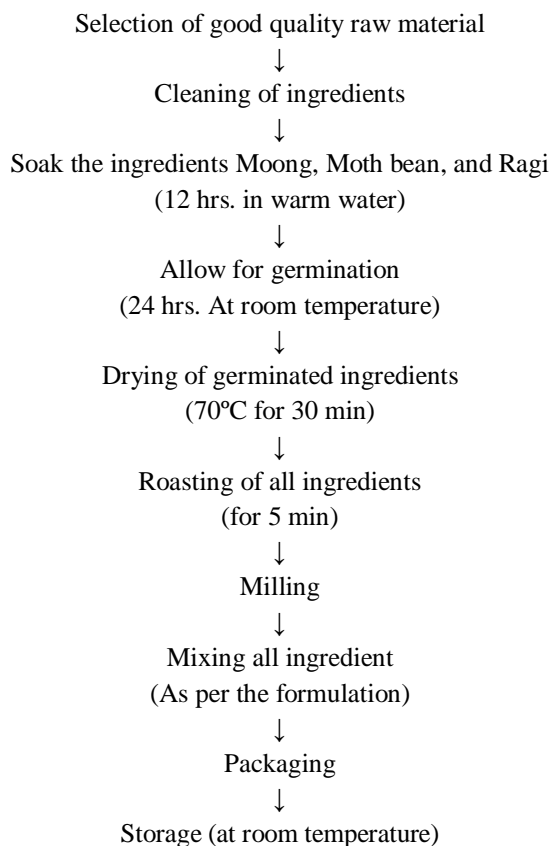 Selection of good quality raw material
↓
Cleaning of ingredients
↓
Soak the ingredients Moong, Moth bean, and Ragi
(12 hrs. in warm water)
↓
Allow for germination
(24 hrs. At room temperature)
↓
Drying of germinated ingredients
(70ºC for 30 min)
↓
Roasting of all ingredients
(for 5 min)
↓
Milling
↓
Mixing all ingredient
(As per the formulation)
↓
Packaging
↓
Storage (at room temperature)